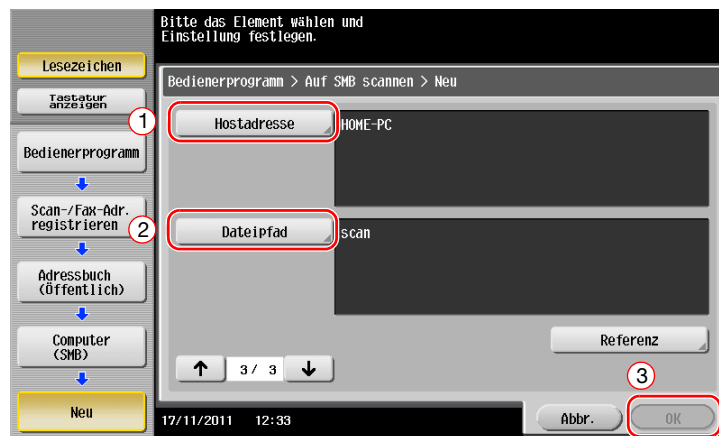 Bitte das Element wählen und
Einstellung festlegen.
Lesezeichen
Bedienerprogramm > Auf SMB scannen > Neu
Tastatur
anzeigen
1
Hostadresse
HOME-PC
Bedienerprogramm
Scan-/Fax-Adr.
registrieren
2
Dateipfad
scan
Adressbuch
(Öffentlich)
Computer
(SMB)
Referenz
↑ 3/ 3 ↓
3
Neu
17/11/2011 12:33
Abbr.
OK